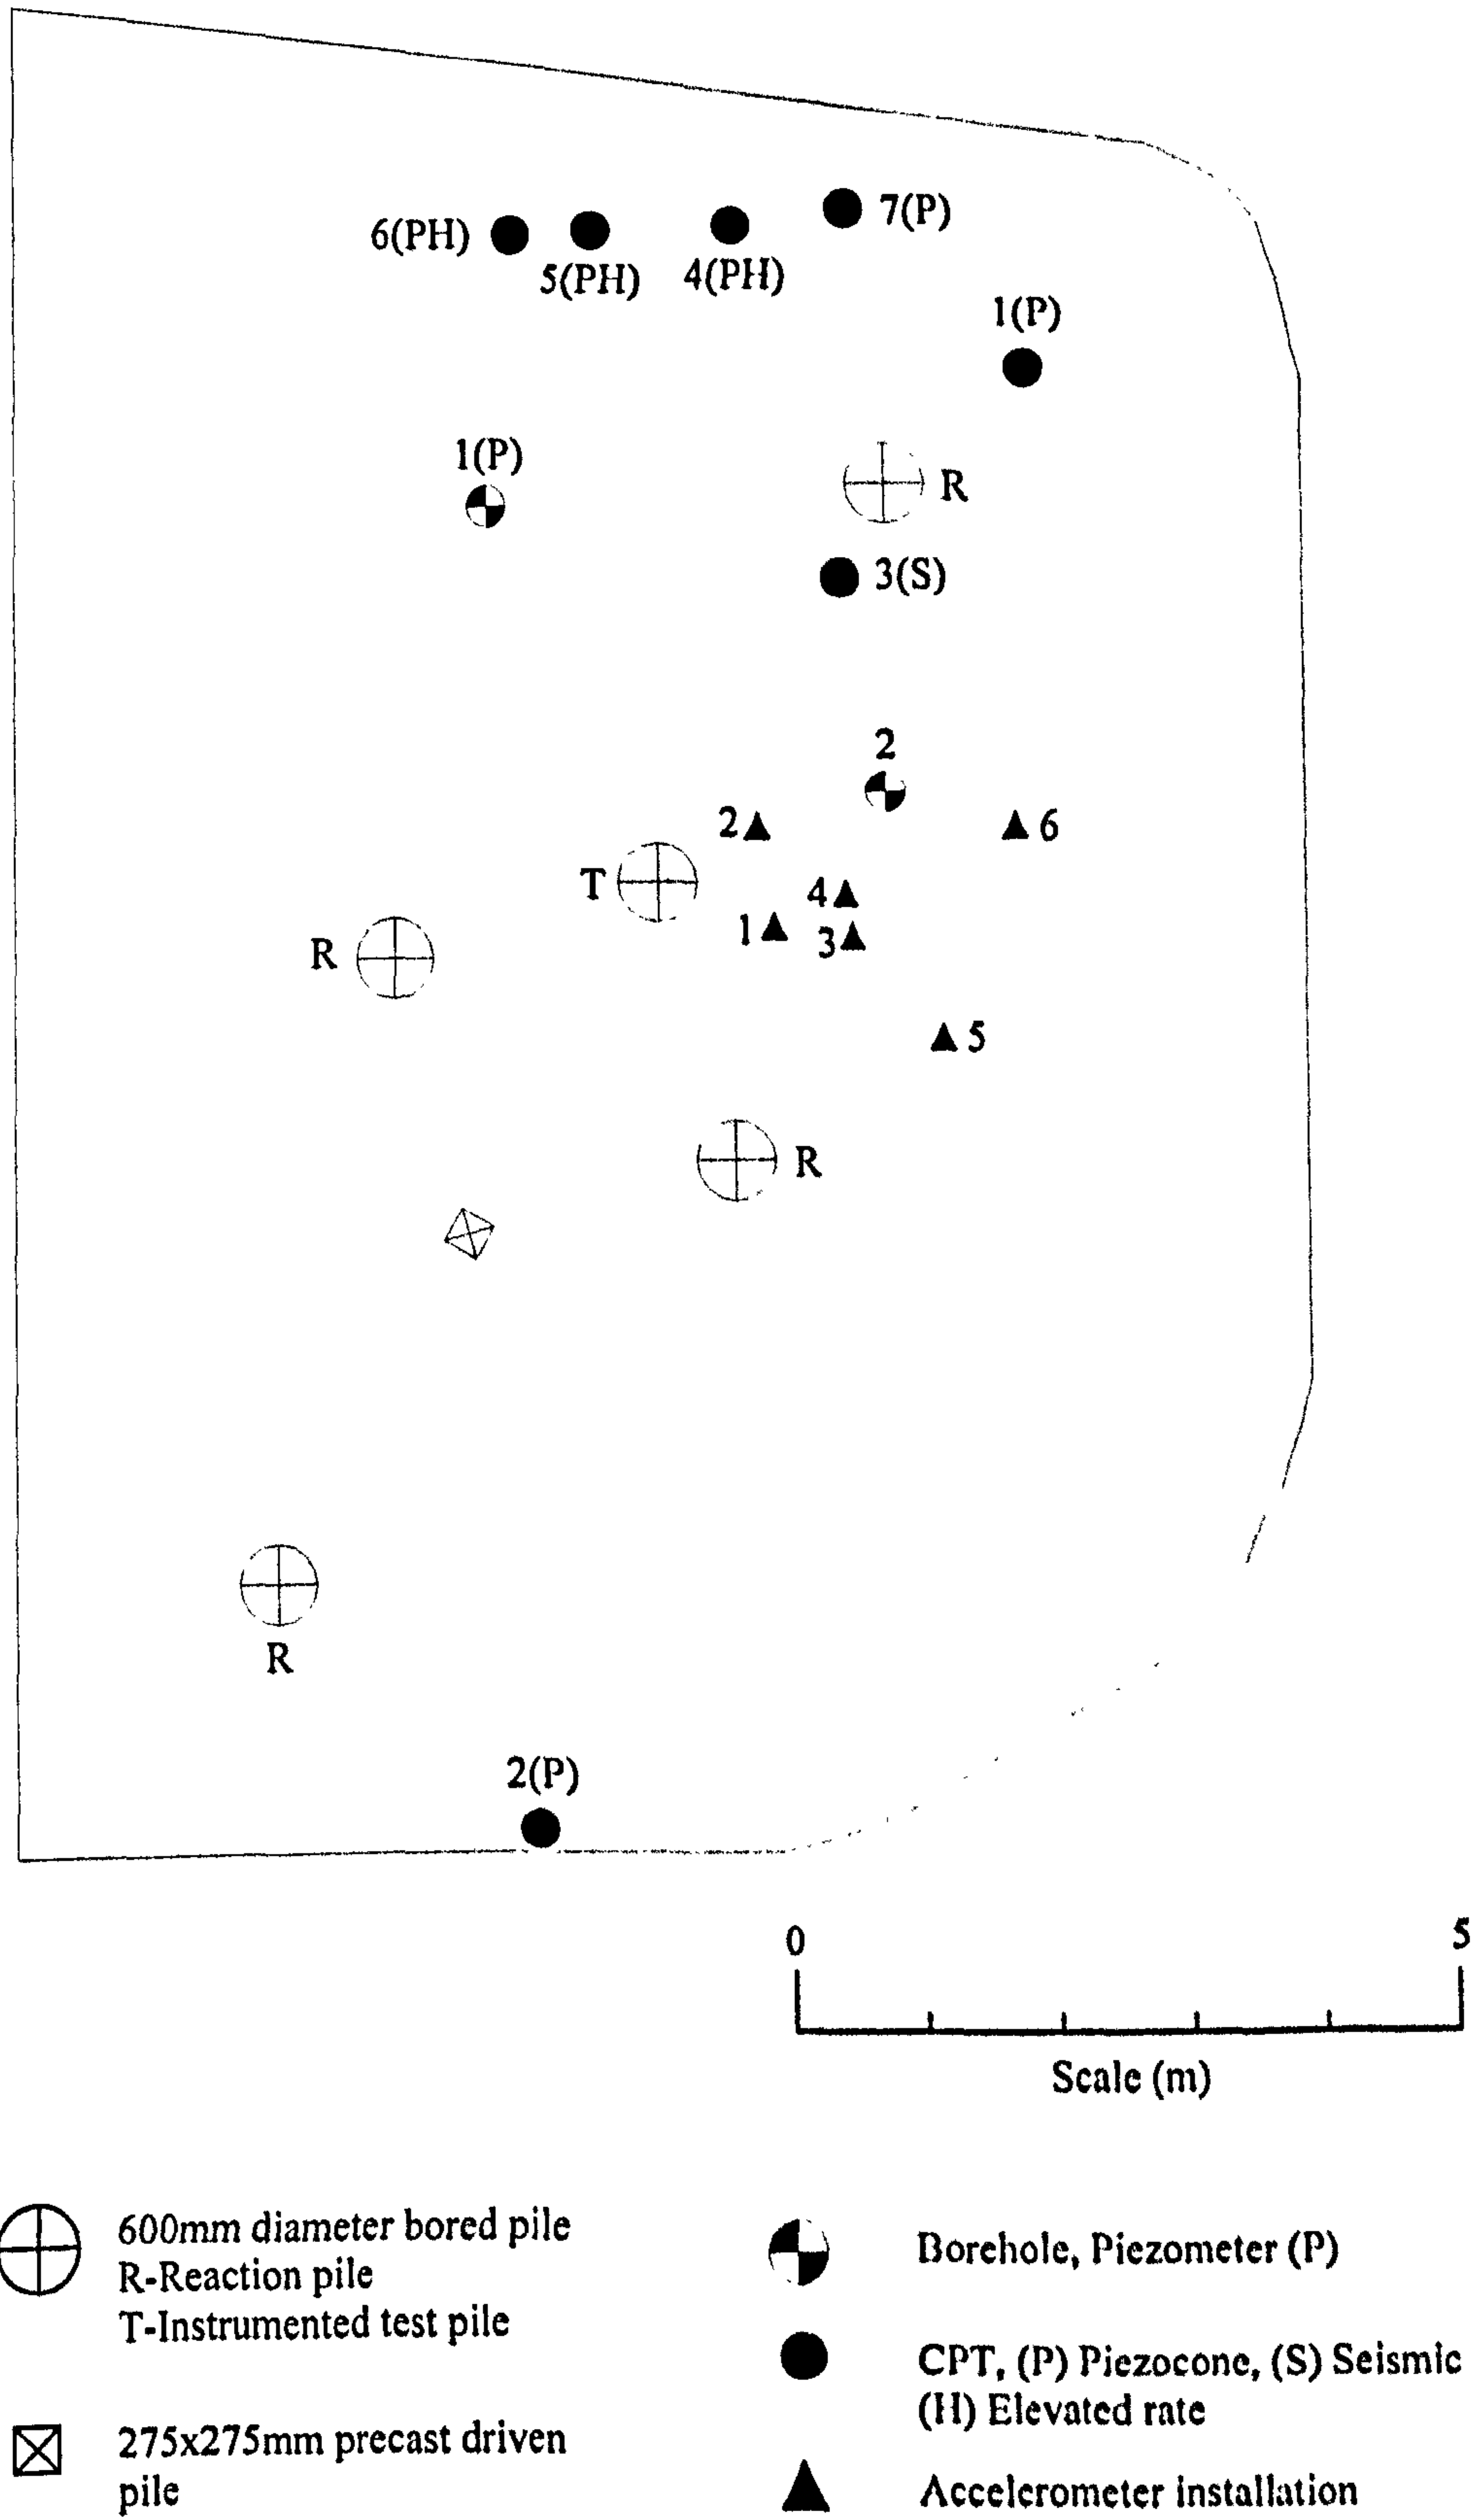 7(P)
6(PH)
5(PH)
4(PH)
1(P)
1(P)
R
3(S)
2
2
6
T
4
1
3
R
5
R
R
2(P)
0
5
Scale (m)
600mm diameter bored pile
R-Reaction pile
T-Instrumented test pile
275x275mm precast driven
pile
Borehole, Piezometer (P)
CPT, (P) Piezocone, (S) Seismic
(H) Elevated rate
Accelerometer installation